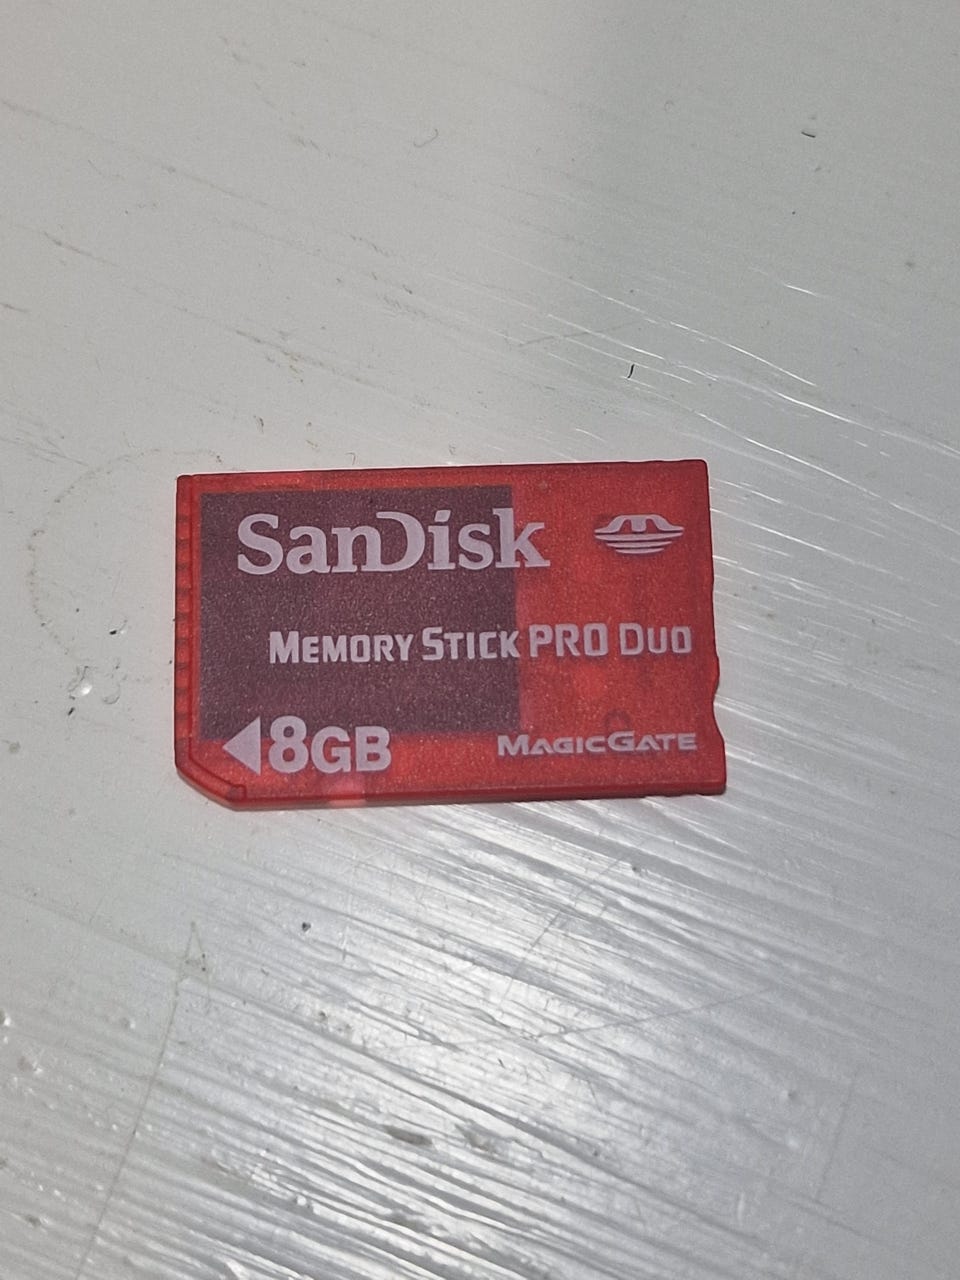 SanDisk
MEMORY STICK PRO DUO
8GB
MAGICGATE